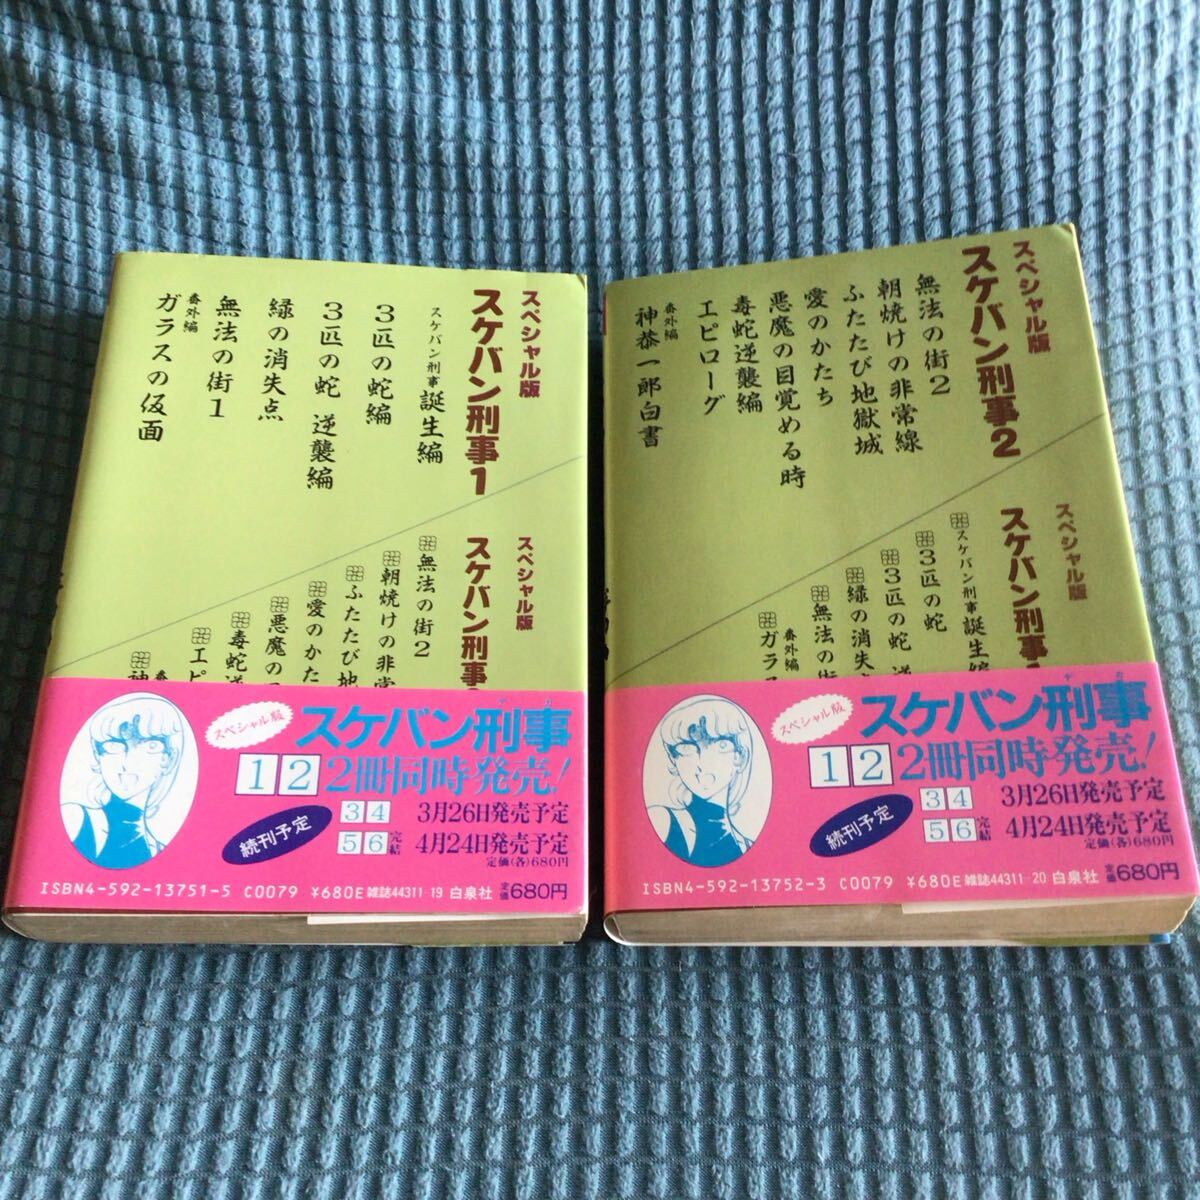 スペシャル版
スケバン刑事1
スケバン刑事 誕生編
3匹の蛇編
3匹の蛇 逆襲編
緑の消失点
無法の街1
番外編
ガラスの仮面
スペシャル版
スケバン刑事
無法の街2
朝焼けの非常
ふたたび地
愛のかた
悪魔の
毒蛇逆
エピ
番
神
スペシャル版
スケバン刑事
デカ
1 2 2冊同時発売!
続刊予定
3 4 3月26日発売予定
5 6 完結 4月24日発売予定
定価(各)680円
ISBN4-592-13751-5 C0079 ¥680E 雑誌44311-19 白泉社 定価680円
スペシャル版
スケバン刑事2
無法の街2
朝焼けの非常線
ふたたび地獄城
愛のかたち
悪魔の目覚める時
毒蛇逆襲編
エピローグ
番外編
神恭一郎白書
スペシャル版
スケバン刑事1
スケバン刑事誕生編
3匹の蛇
3匹の蛇 逆
緑の消失
無法の街
番外編
ガラス
スペシャル版
スケバン刑事
デカ
1 2 2冊同時発売!
続刊予定
3 4 3月26日発売予定
5 6 完結 4月24日発売予定
定価(各)680円
ISBN4-592-13752-3 C0079 ¥680E 雑誌44311-20 白泉社 定価680円